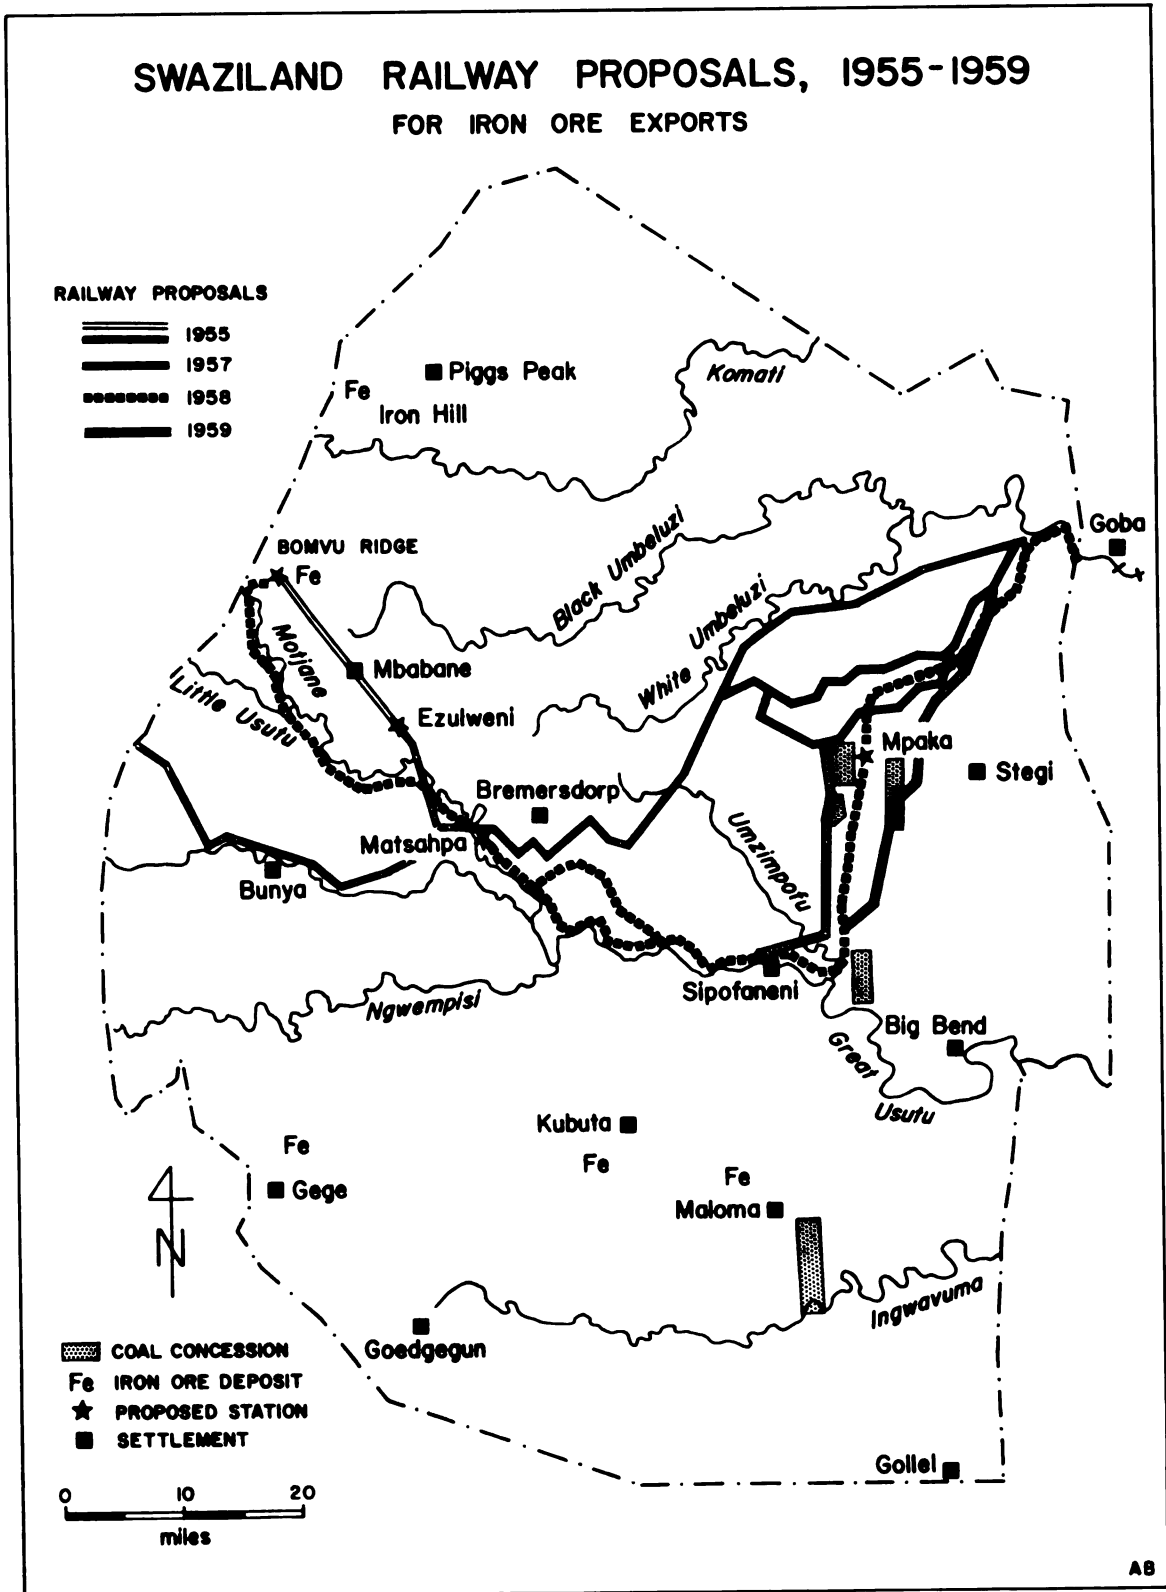 SWAZILAND RAILWAY PROPOSALS, 1955-1959
FOR IRON ORE EXPORTS
RAILWAY PROPOSALS
1955
1957
1958
1959
Piggs Peak
Fe
Iron Hill
Komati
Goba
BOMVU RIDGE
Fe
Black Umbeluzi
White Umbeluzi
Motjane
Mbabane
Little Usutu
Ezulweni
Mpaka
Stegi
Bremersdorp
Matsahpa
Umzimpofu
Bunya
Sipofaneni
Ngwempisi
Big Bend
Great
Usutu
Kubuta
Fe
Fe
Fe
Gege
Maloma
Ingwavuma
N
Goedgegun
COAL CONCESSION
Fe IRON ORE DEPOSIT
PROPOSED STATION
SETTLEMENT
Gollel
0 10 20
miles
AB